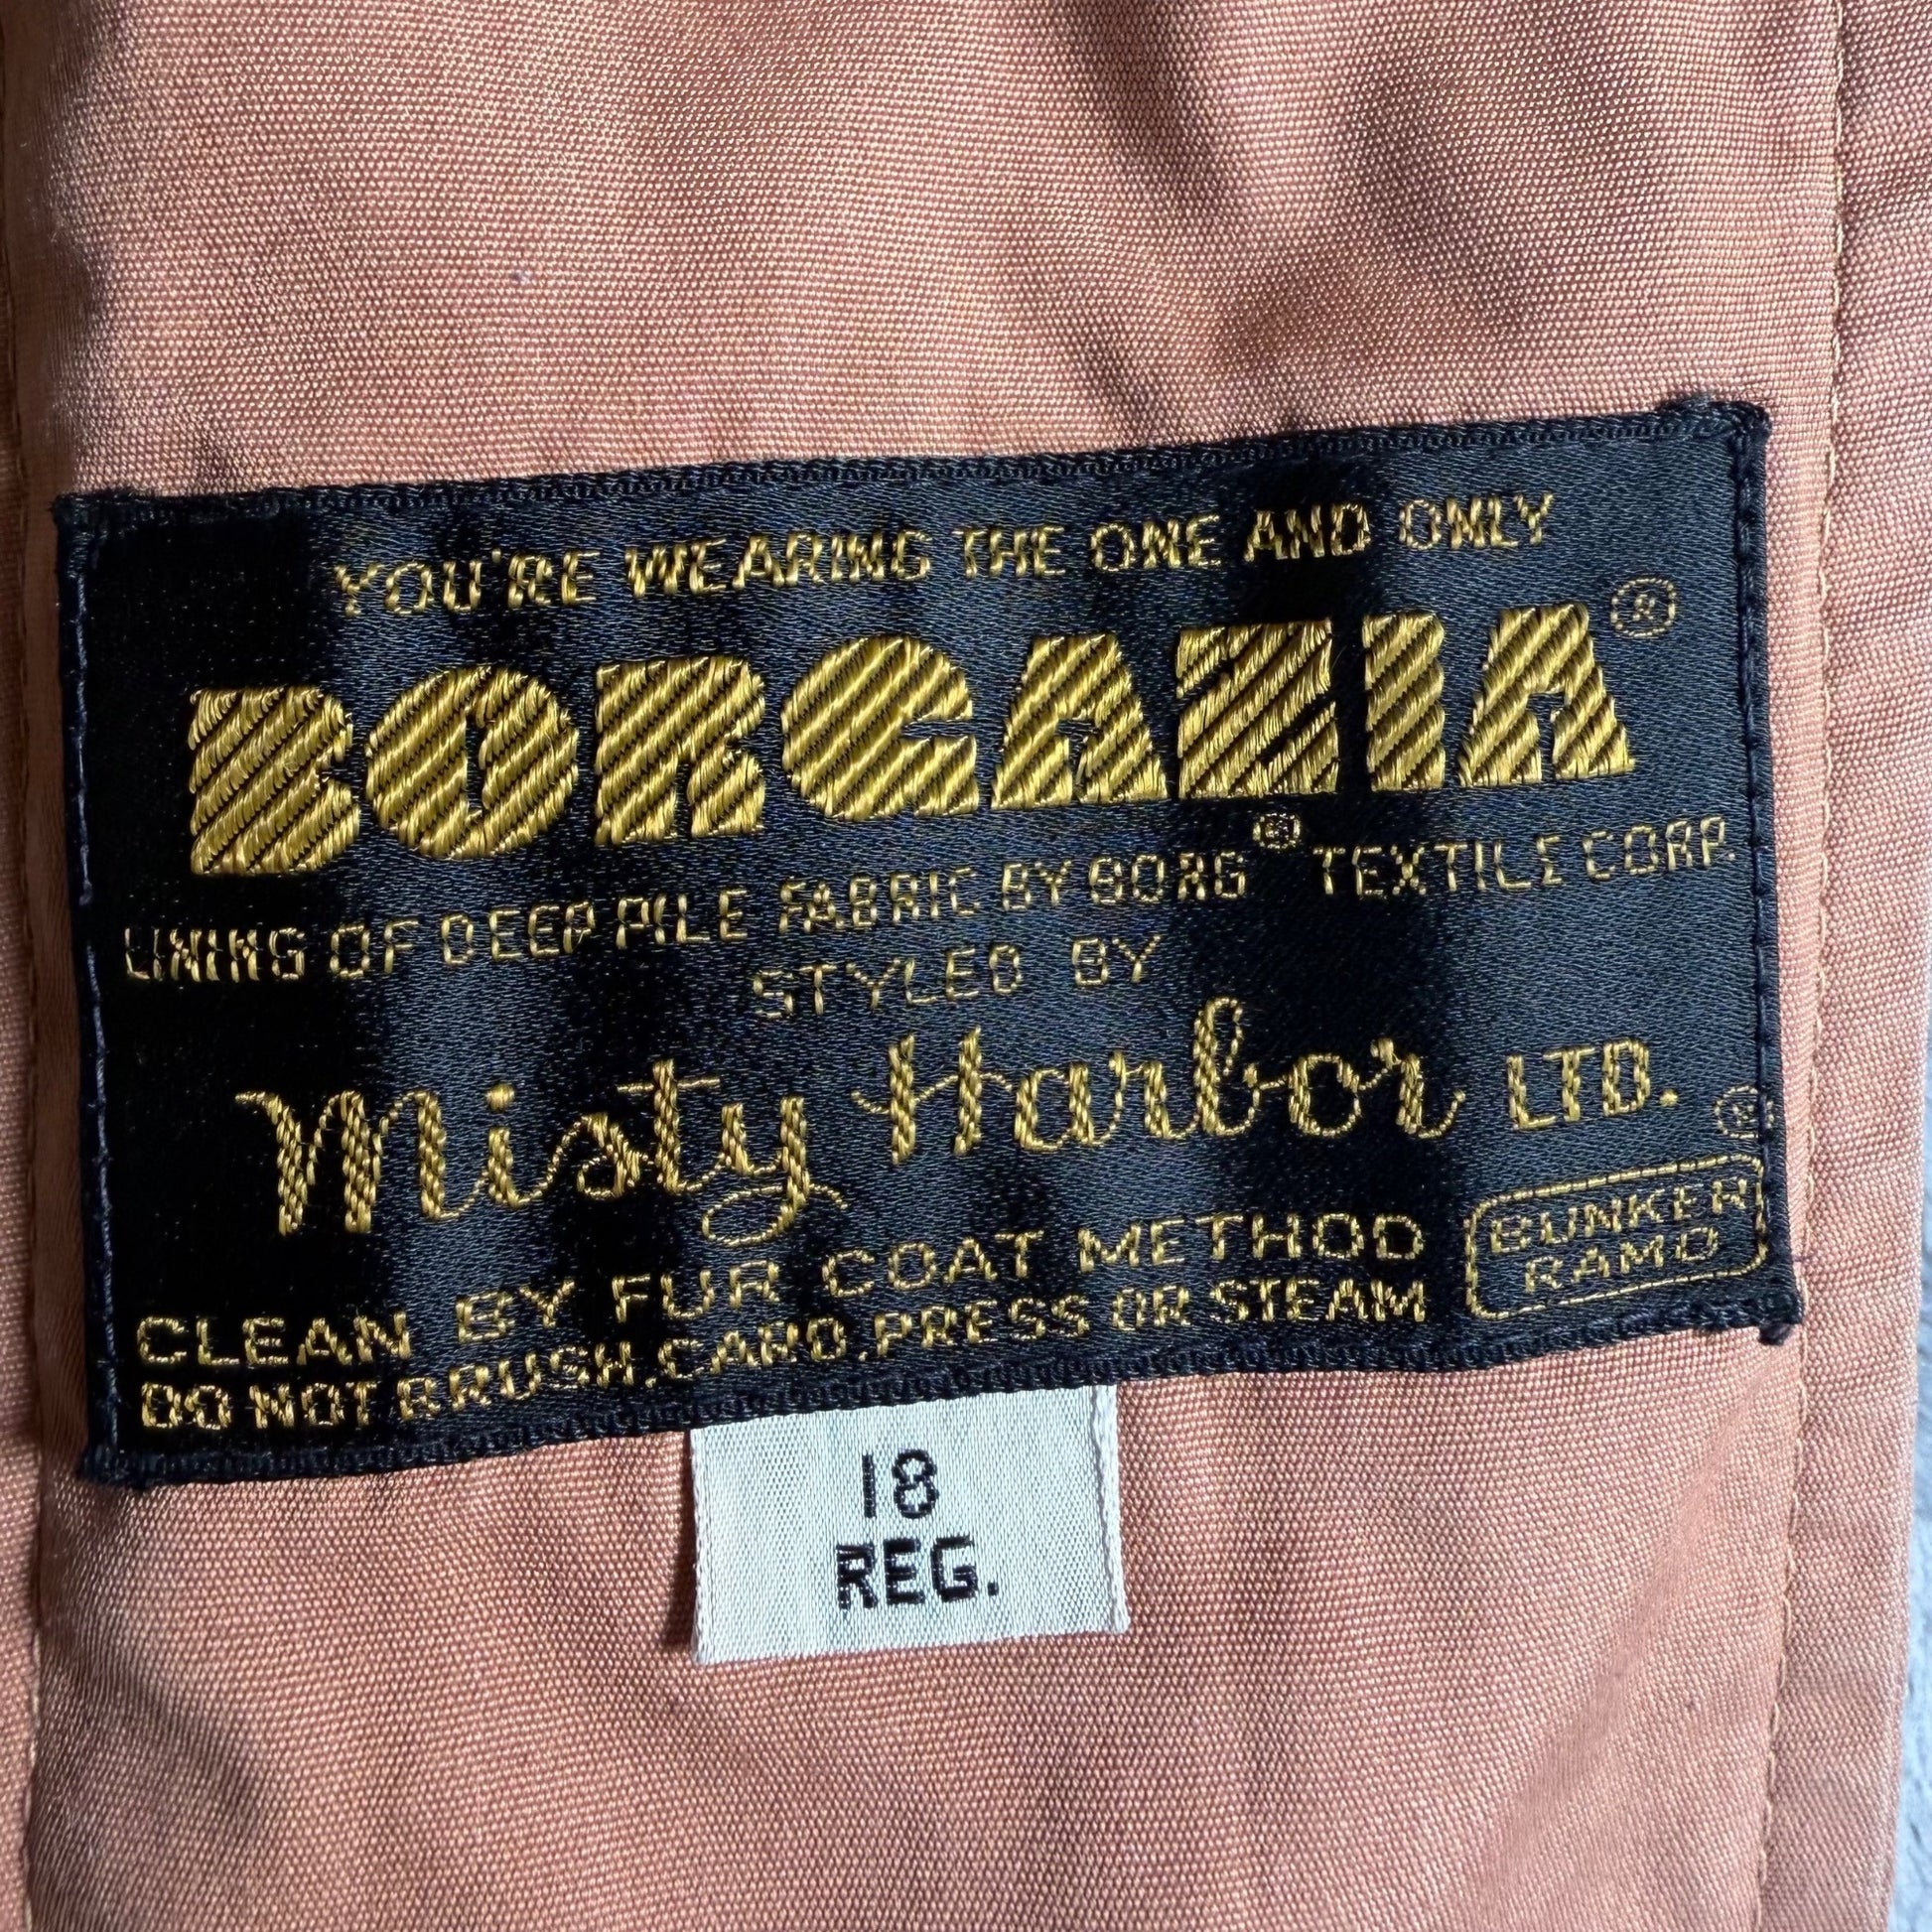 YOU'RE WEARING THE ONE AND ONLY
BORGAZIA®
LINING OF DEEP PILE FABRIC BY BORG® TEXTILE CORP.
STYLED BY
Misty Harbor LTD. ®
CLEAN BY FUR COAT METHOD
DO NOT BRUSH, CARD, PRESS OR STEAM
BUNKER
RAMO
18
REG.